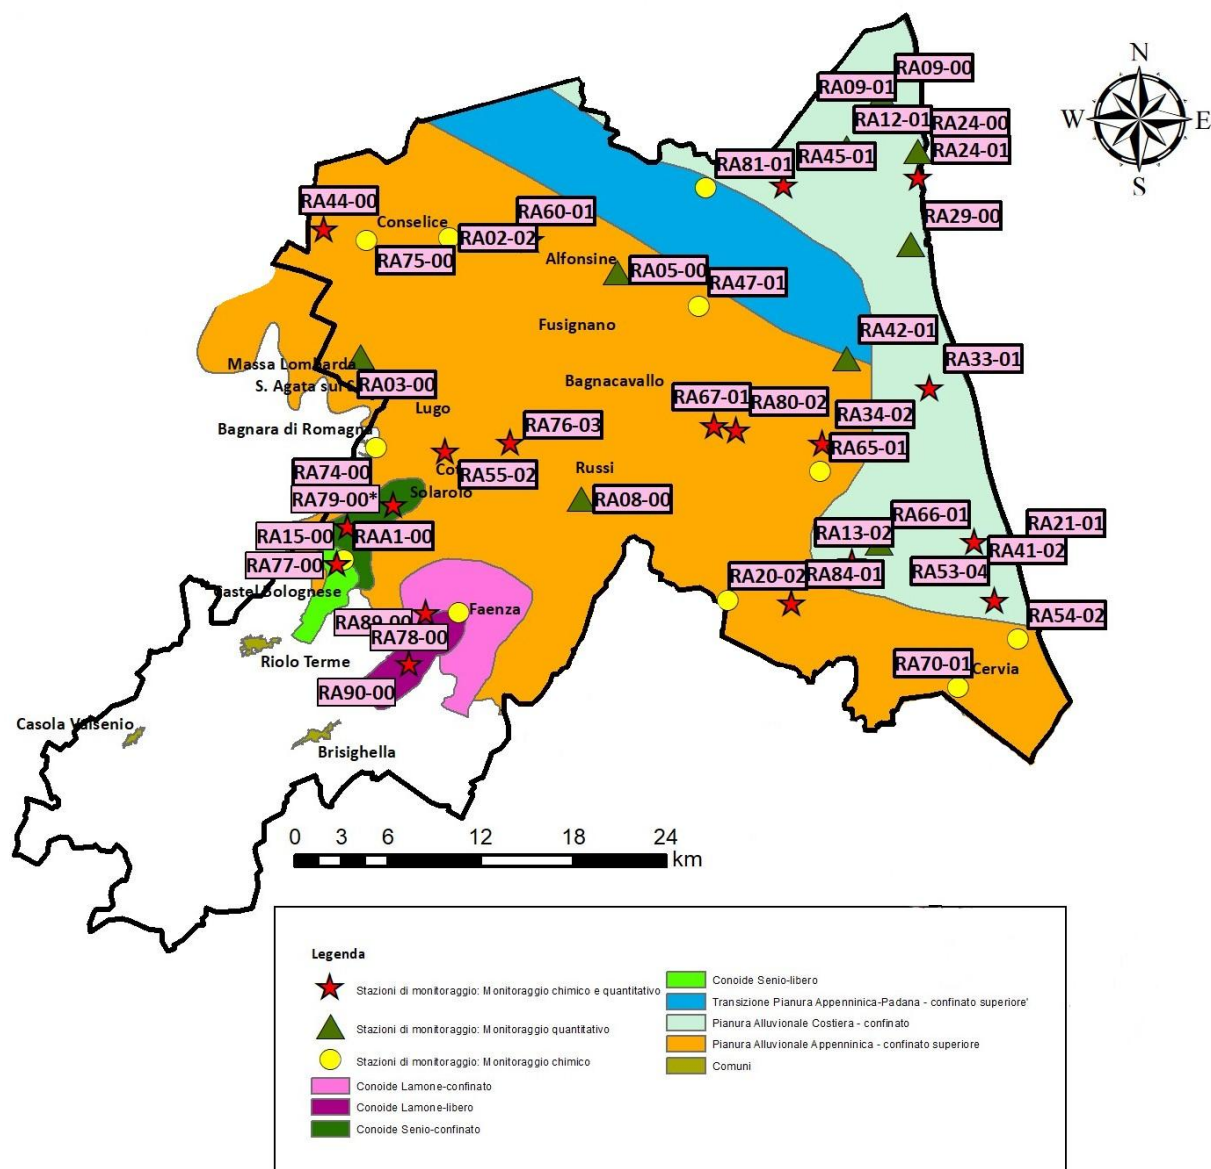 N
W E
S
RA09-00
RA09-01
RA12-01
RA24-00
RA24-01
RA81-01
RA45-01
RA44-00
RA60-01
RA29-00
Conselice
RA02-02
RA75-00
Alfonsine
RA05-00
RA47-01
Fusignano
RA42-01
RA33-01
Massa Lombarda
S. Agata sul S
RA03-00
Bagnacavallo
Lugo
RA67-01
RA80-02
RA34-02
Bagnara di Romagna
RA76-03
RA65-01
RA74-00
Cot
RA55-02
Russi
RA79-00*
Solarolo
RA08-00
RA15-00
RAA1-00
RA66-01
RA21-01
RA13-02
RA41-02
RA77-00
RA20-02
RA84-01
RA53-04
Castel Bolognese
RA89-00
Faenza
RA54-02
RA78-00
Riolo Terme
RA70-01
Cervia
RA90-00
Casola Valsenio
Brisighella
0 3 6 12 18 24
km
Legenda
Stazioni di monitoraggio: Monitoraggio chimico e quantitativo
Stazioni di monitoraggio: Monitoraggio quantitativo
Stazioni di monitoraggio: Monitoraggio chimico
Conoide Lamone-confinato
Conoide Lamone-libero
Conoide Senio-confinato
Conoide Senio-libero
Transizione Pianura Appenninica-Padana - confinato superiore'
Pianura Alluvionale Costiera - confinato
Pianura Alluvionale Appenninica - confinato superiore
Comuni